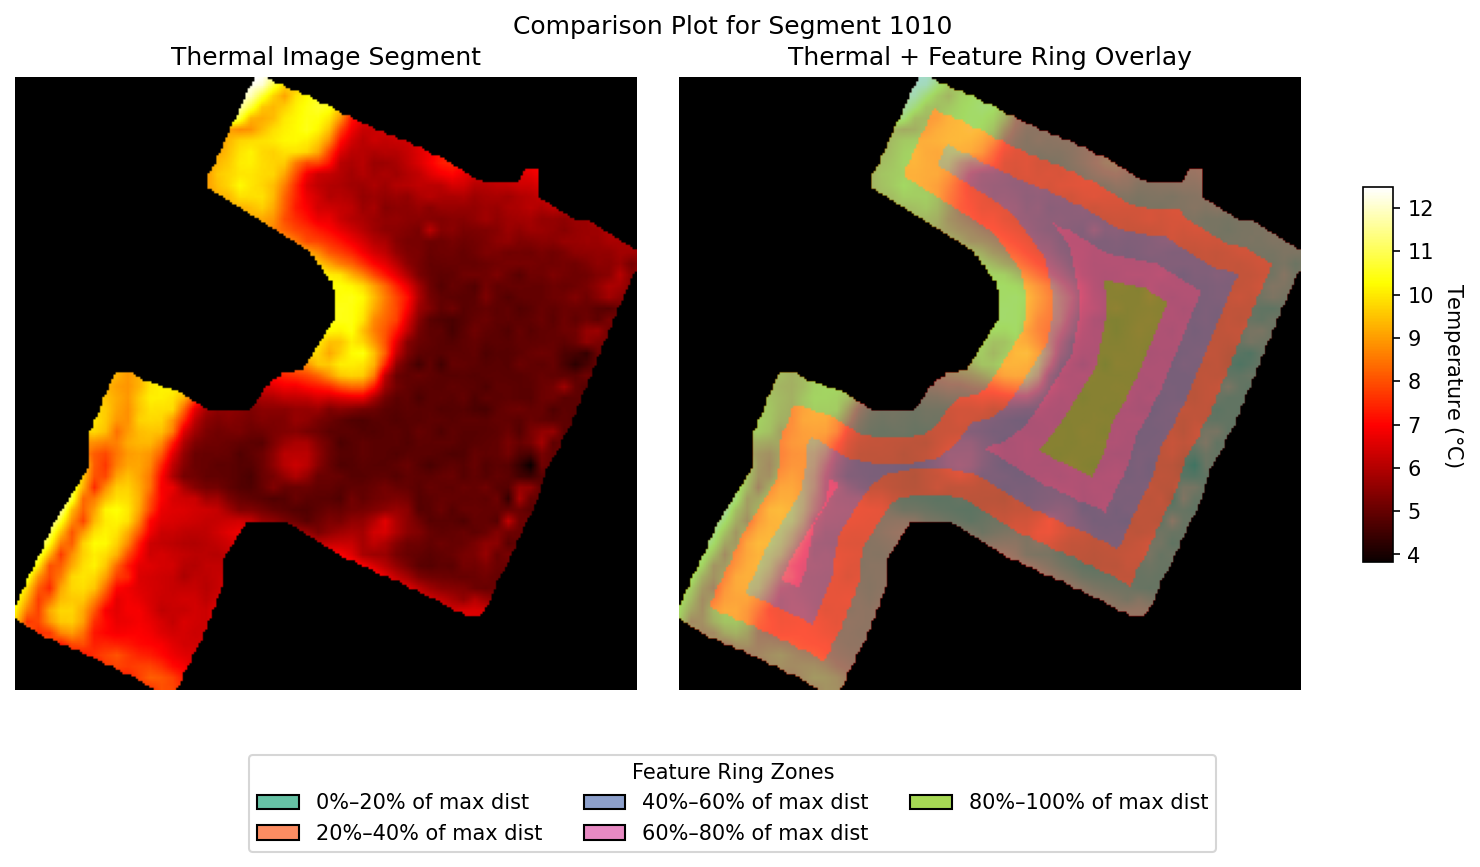 Comparison Plot for Segment 1010
Thermal Image Segment
Thermal + Feature Ring Overlay
12
11
10
9
8
7
6
5
4
Temperature (°C)
Feature Ring Zones
0%–20% of max dist
20%–40% of max dist
40%–60% of max dist
60%–80% of max dist
80%–100% of max dist